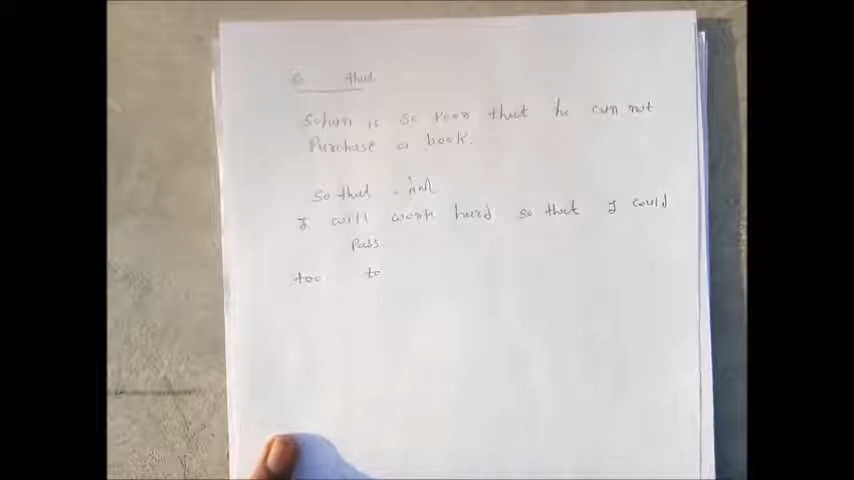 so that
Sohan is so poor that he can not
Purchase a book.
so that
I will work hard so that I could
Pass.
too to